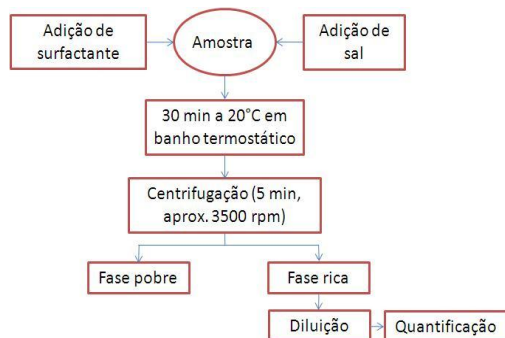 Adição de
surfactante
Amostra
Adição de
sal
30 min a 20°C em
banho termostático
Centrifugação (5 min,
aprox. 3500 rpm)
Fase pobre
Fase rica
Diluição
Quantificação